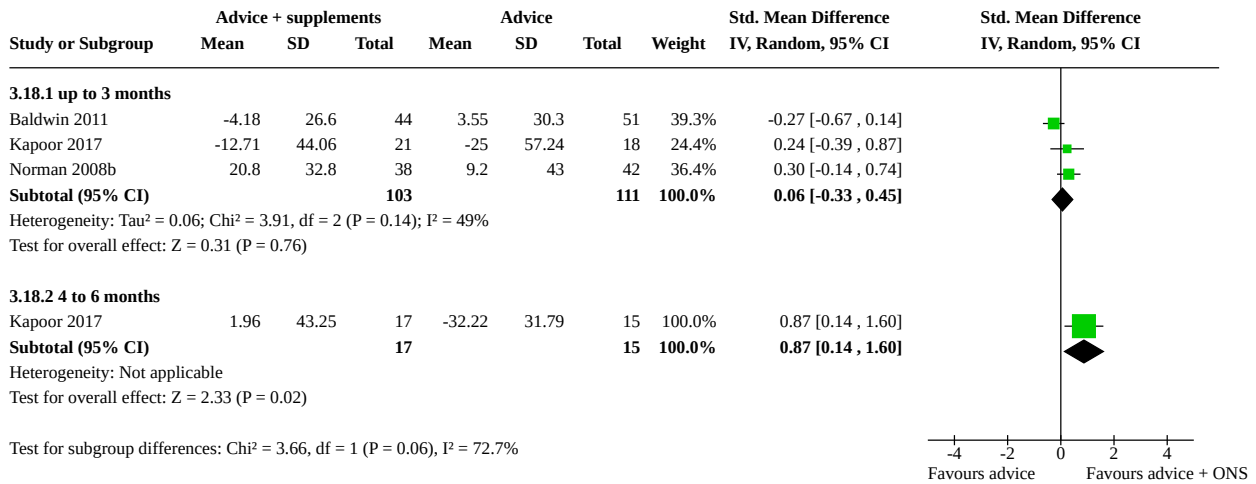 Advice + supplements Advice Std. Mean Difference Std. Mean Difference
Study or Subgroup Mean SD Total Mean SD Total Weight IV, Random, 95% CI IV, Random, 95% CI
3.18.1 up to 3 months
Baldwin 2011 -4.18 26.6 44 3.55 30.3 51 39.3% -0.27 [-0.67 , 0.14]
Kapoor 2017 -12.71 44.06 21 -25 57.24 18 24.4% 0.24 [-0.39 , 0.87]
Norman 2008b 20.8 32.8 38 9.2 43 42 36.4% 0.30 [-0.14 , 0.74]
Subtotal (95% CI) 103 111 100.0% 0.06 [-0.33 , 0.45]
Heterogeneity: Tau² = 0.06; Chi² = 3.91, df = 2 (P = 0.14); I² = 49%
Test for overall effect: Z = 0.31 (P = 0.76)
3.18.2 4 to 6 months
Kapoor 2017 1.96 43.25 17 -32.22 31.79 15 100.0% 0.87 [0.14 , 1.60]
Subtotal (95% CI) 17 15 100.0% 0.87 [0.14 , 1.60]
Heterogeneity: Not applicable
Test for overall effect: Z = 2.33 (P = 0.02)
Test for subgroup differences: Chi² = 3.66, df = 1 (P = 0.06), I² = 72.7%
-4 -2 0 2 4
Favours advice Favours advice + ONS